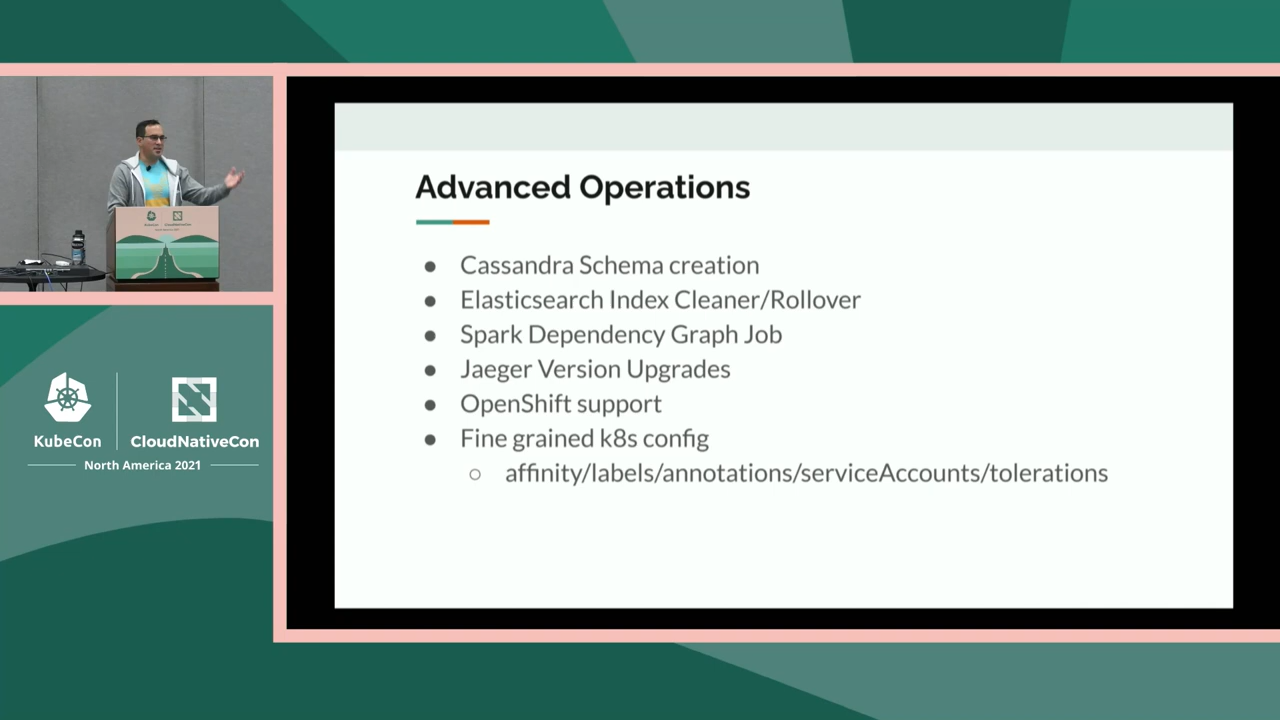 Advanced Operations
● Cassandra Schema creation
● Elasticsearch Index Cleaner/Rollover
● Spark Dependency Graph Job
● Jaeger Version Upgrades
● OpenShift support
● Fine grained k8s config
○ affinity/labels/annotations/serviceAccounts/tolerations
KubeCon
CloudNativeCon
North America 2021